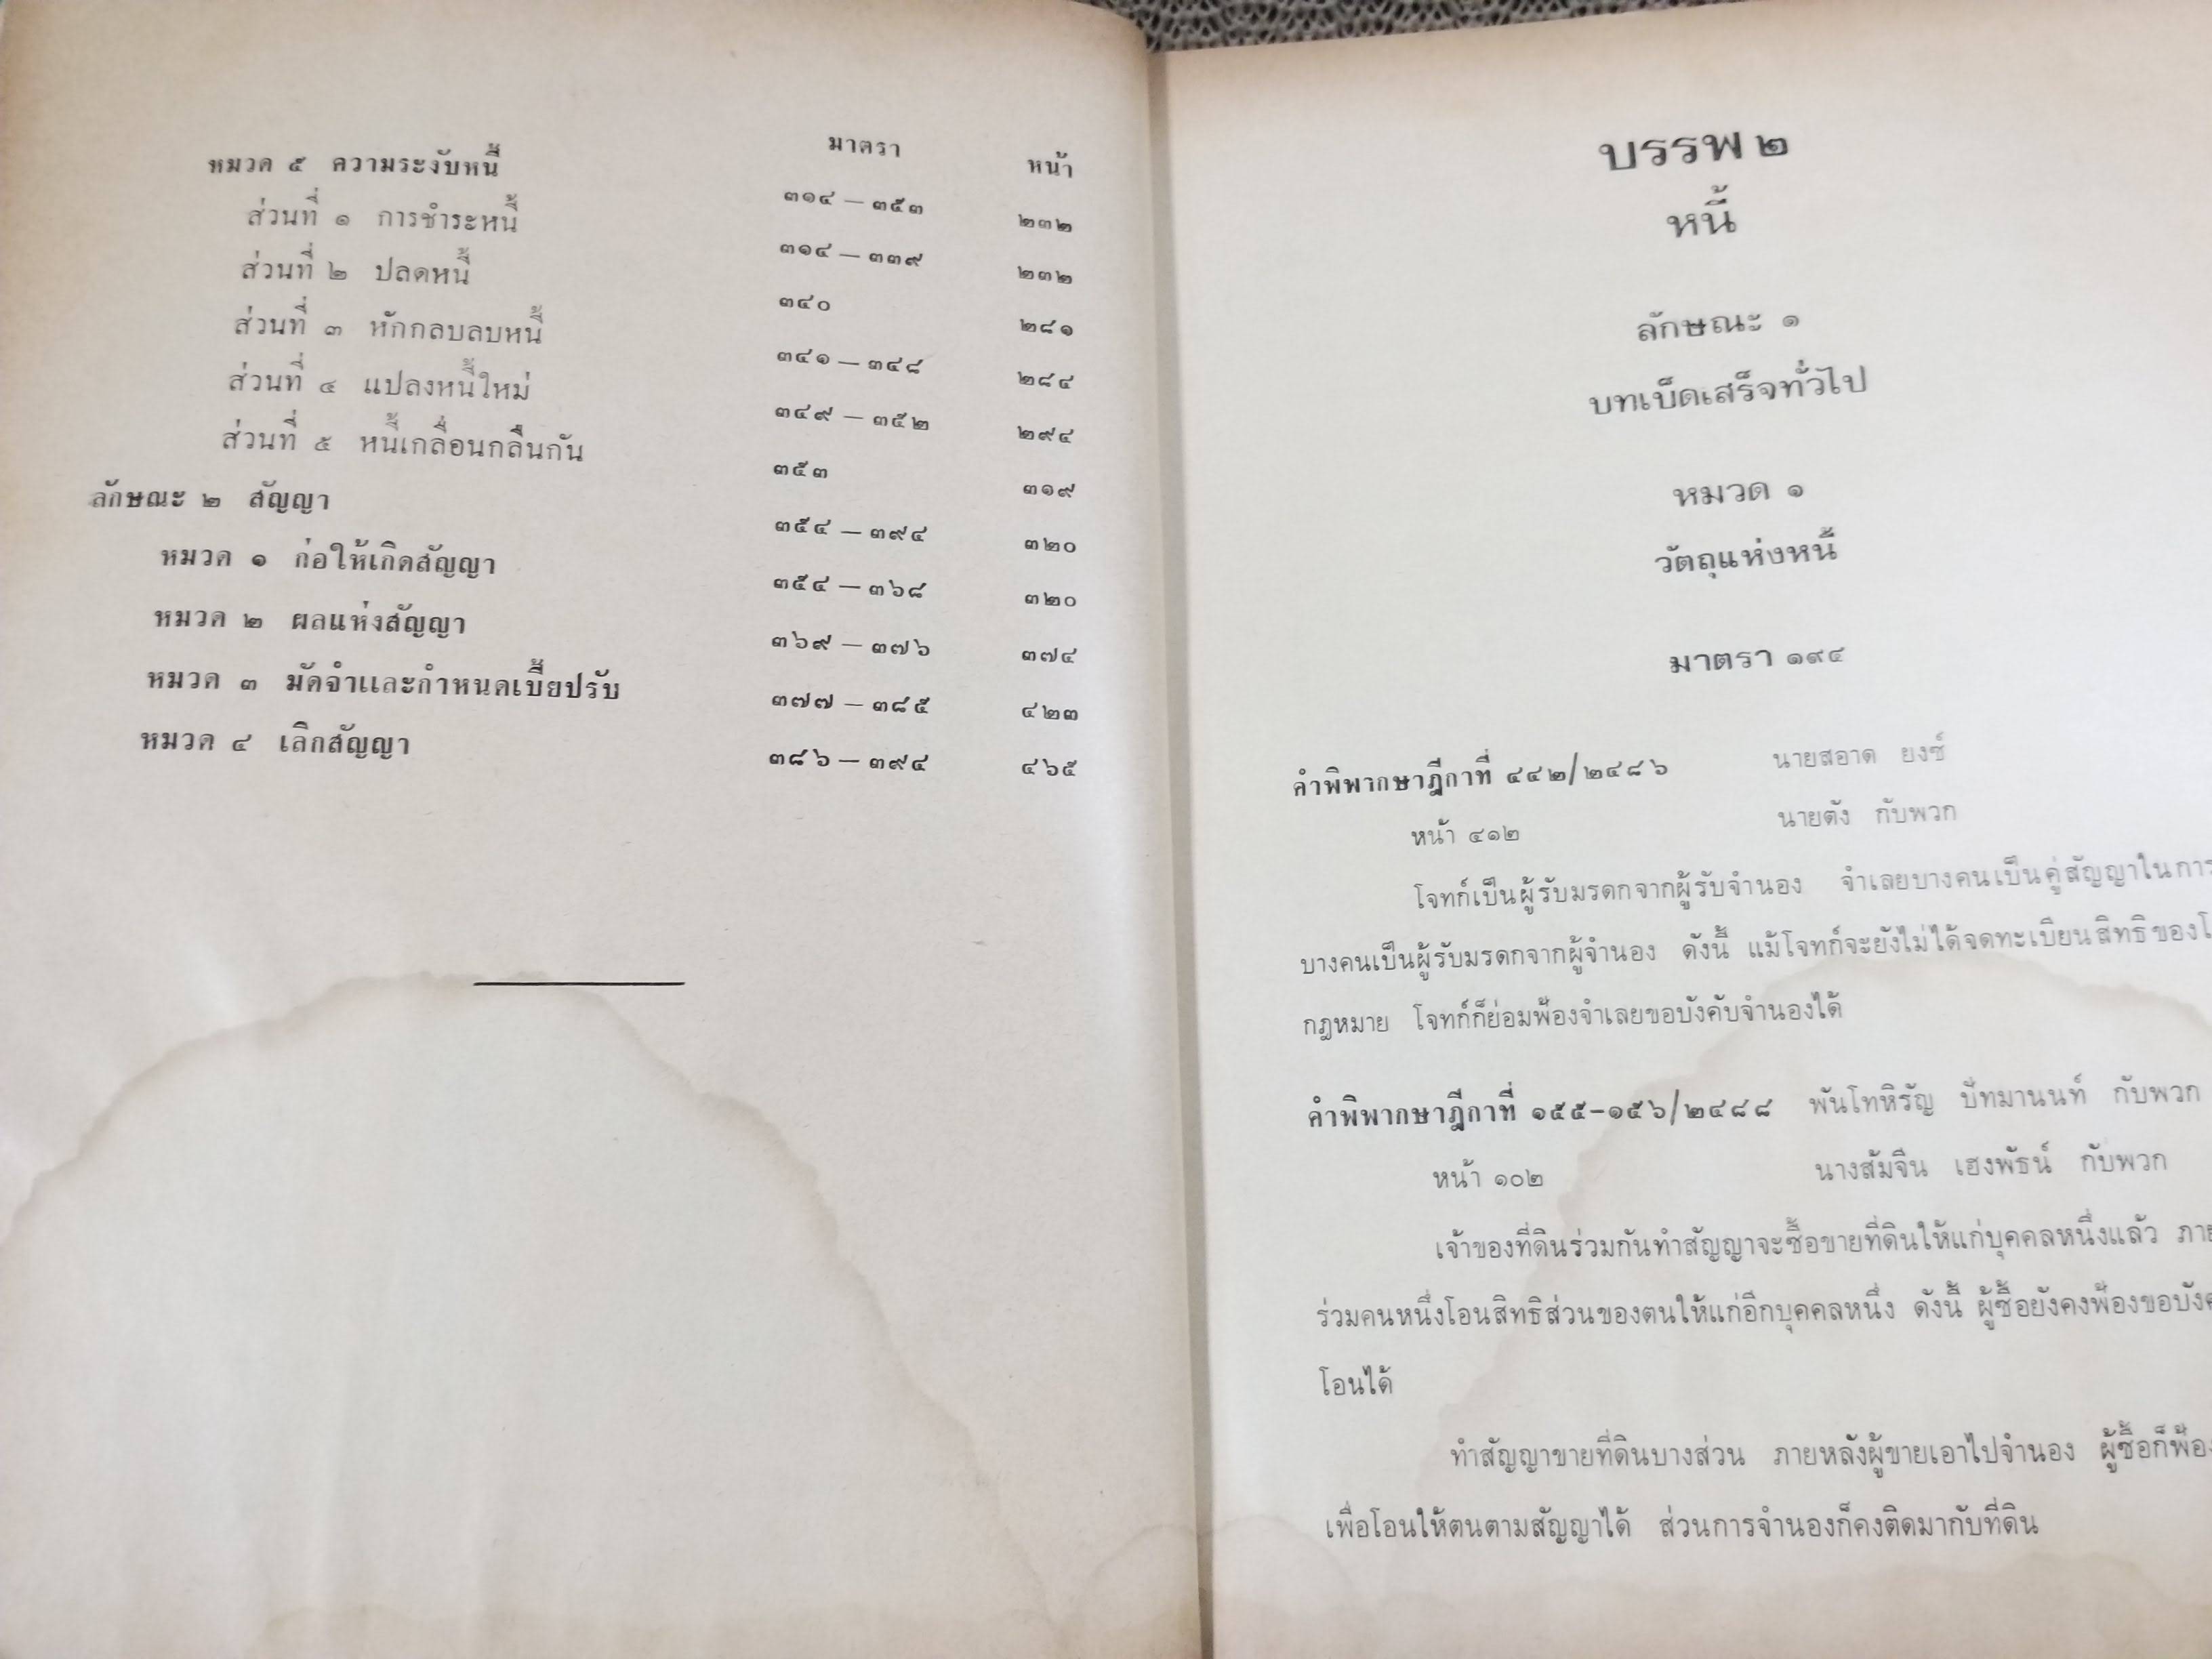 มาตรา หน้า
หมวด ๕ ความระงับหนี้ ๓๑๔ — ๓๕๓ ๒๓๒
ส่วนที่ ๑ การชำระหนี้ ๓๑๔ — ๓๓๙ ๒๓๒
ส่วนที่ ๒ ปลดหนี้ ๓๔๐ ๒๘๑
ส่วนที่ ๓ หักกลบลบหนี้ ๓๔๑ — ๓๔๘ ๒๘๔
ส่วนที่ ๔ แปลงหนี้ใหม่ ๓๔๙ — ๓๕๒ ๒๙๔
ส่วนที่ ๕ หนี้เกลื่อนกลืนกัน ๓๕๓ ๓๑๙
ลักษณะ ๒ สัญญา ๓๕๔ — ๓๙๔ ๓๒๐
หมวด ๑ ก่อให้เกิดสัญญา ๓๕๔ — ๓๖๘ ๓๒๐
หมวด ๒ ผลแห่งสัญญา ๓๖๙ — ๓๗๖ ๓๗๔
หมวด ๓ มัดจำและกำหนดเบี้ยปรับ ๓๗๗ — ๓๘๕ ๔๒๓
หมวด ๔ เลิกสัญญา ๓๘๖ — ๓๙๔ ๔๖๕
บรรพ ๒
หนี้
ลักษณะ ๑
บทเบ็ดเสร็จทั่วไป
หมวด ๑
วัตถุแห่งหนี้
มาตรา ๑๙๔
คำพิพากษาฎีกาที่ ๔๔๒/๒๔๘๖ นายสอาด ยงซ์
หน้า ๔๑๒ นายตัง กับพวก
โจทก์เป็นผู้รับมรดกจากผู้รับจำนอง จำเลยบางคนเป็นคู่สัญญาในการ
บางคนเป็นผู้รับมรดกจากผู้จำนอง ดังนี้ แม้โจทก์จะยังไม่ได้จดทะเบียนสิทธิของ
กฎหมาย โจทก์ก็ย่อมฟ้องจำเลยขอบังคับจำนองได้
คำพิพากษาฎีกาที่ ๑๕๕-๑๕๖/๒๔๘๘ พันโทหิรัญ ปัทมานนท์ กับพวก
หน้า ๑๐๒ นางส้มจีน เฮงพัธน์ กับพวก
เจ้าของที่ดินร่วมกันทำสัญญาจะซื้อขายที่ดินให้แก่บุคคลหนึ่งแล้ว
ร่วมคนหนึ่งโอนสิทธิส่วนของตนให้แก่อีกบุคคลหนึ่ง ดังนี้ ผู้ซื้อยังคงฟ้องขอ
โอนได้
ทำสัญญาขายที่ดินบางส่วน ภายหลังผู้ขายเอาไปจำนอง ผู้ซื้อก็
เพื่อโอนให้ตนตามสัญญาได้ ส่วนการจำนองก็คงติดมากับที่ดิน